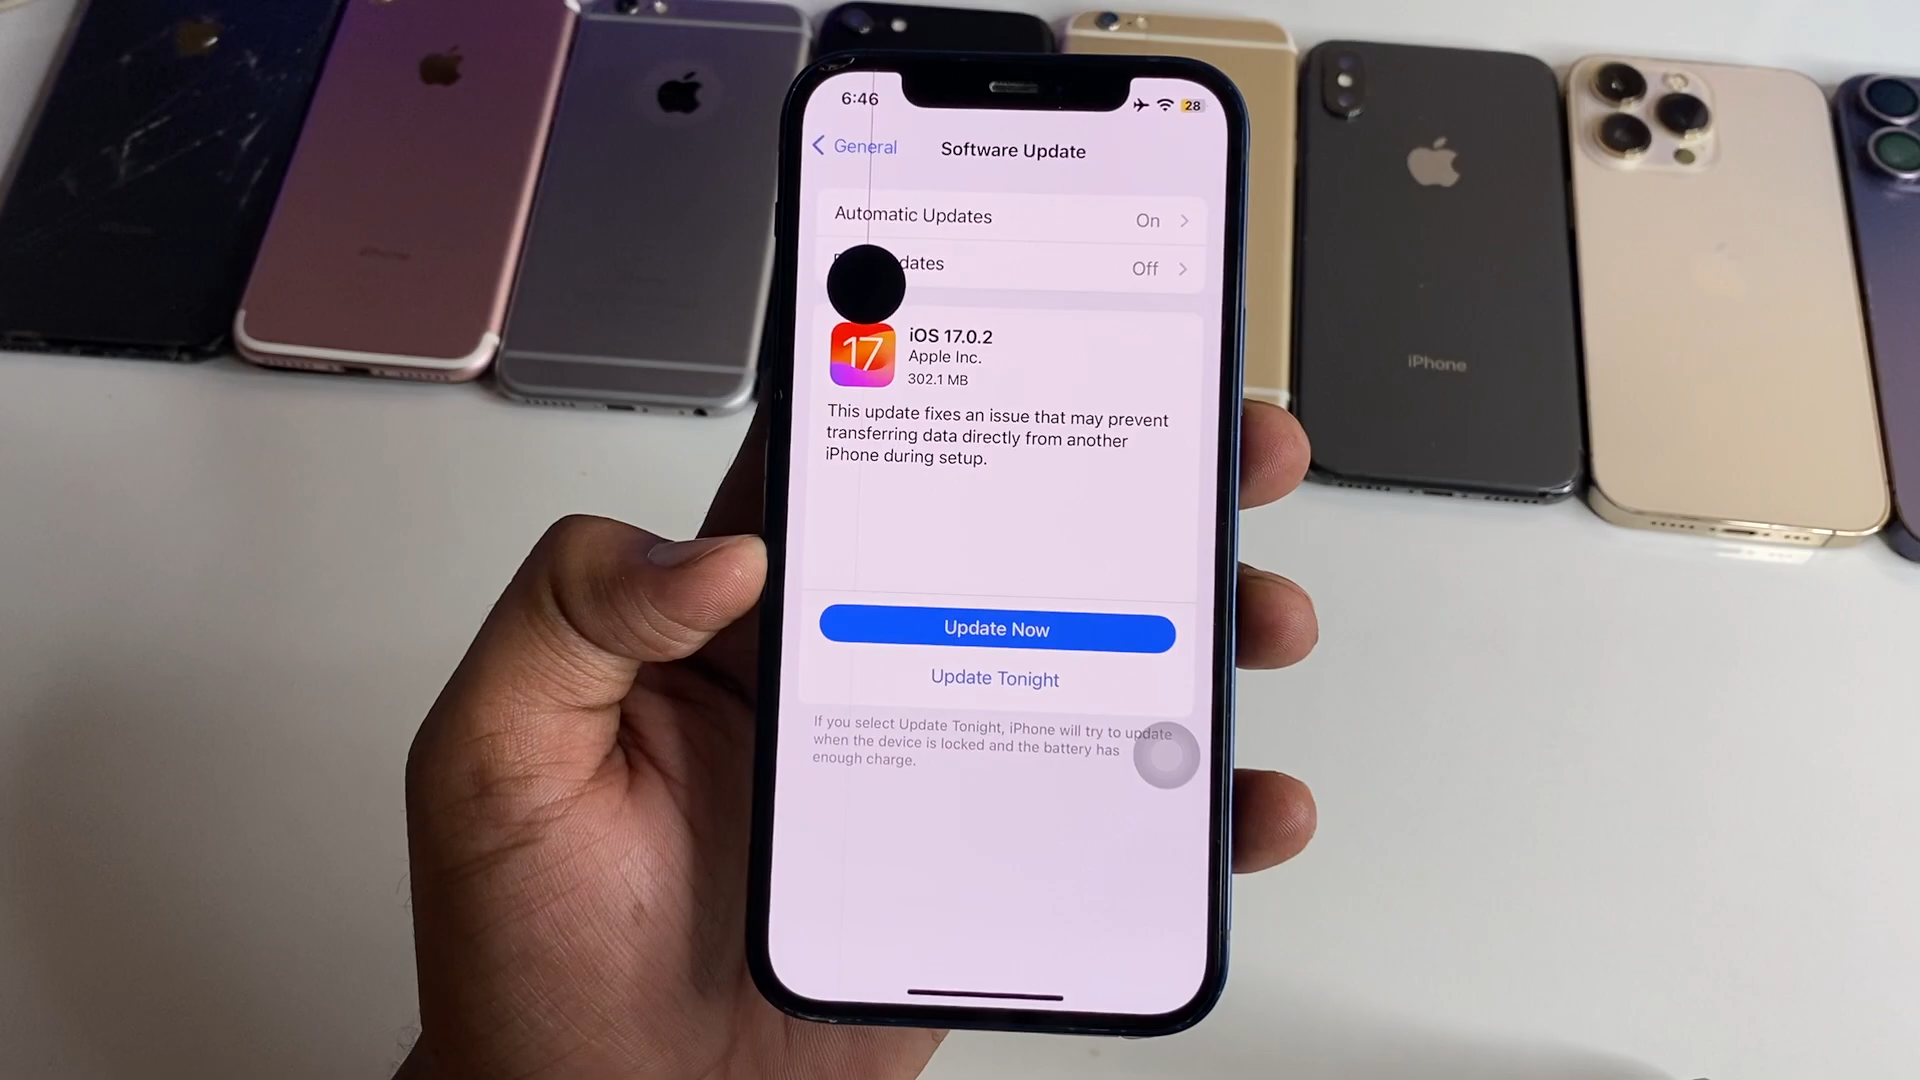 6:46
28
General
Software Update
Automatic Updates
On
dates
Off
17
iOS 17.0.2
Apple Inc.
302.1 MB
This update fixes an issue that may prevent
transferring data directly from another
iPhone during setup.
Update Now
Update Tonight
If you select Update Tonight, iPhone will try to update
when the device is locked and the battery has
enough charge.
iPhone
iPhone